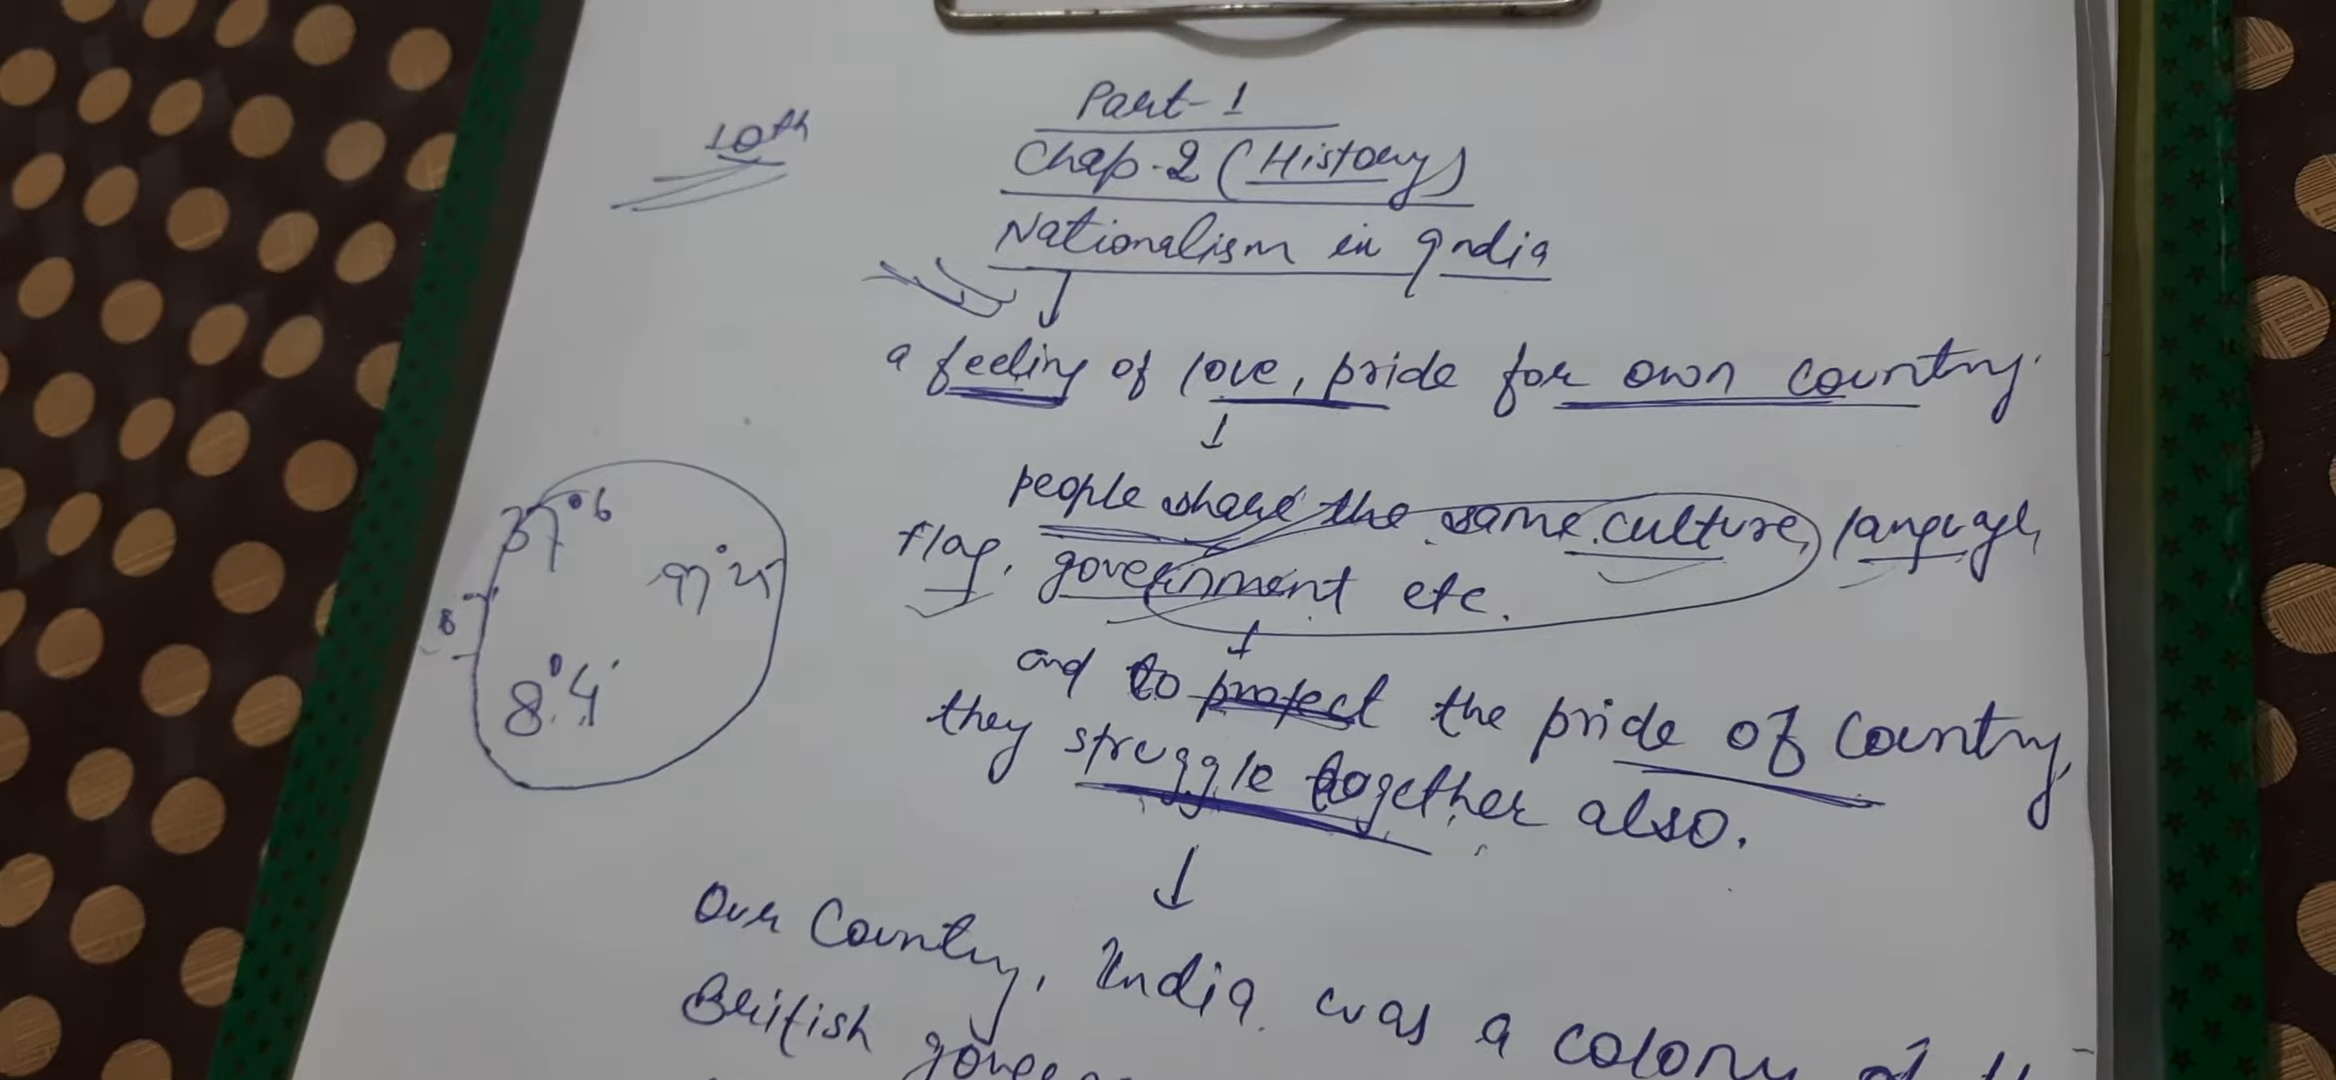 Part-1
10th
Chap-2 (History)
Nationalism in India
a feeling of love, pride for own country.
people share the same culture, language,
flag, government etc.
37°6
97°25'
8
8°4'
and to protect the pride of country,
they struggle together also.
Our Country, India was a colony of
British